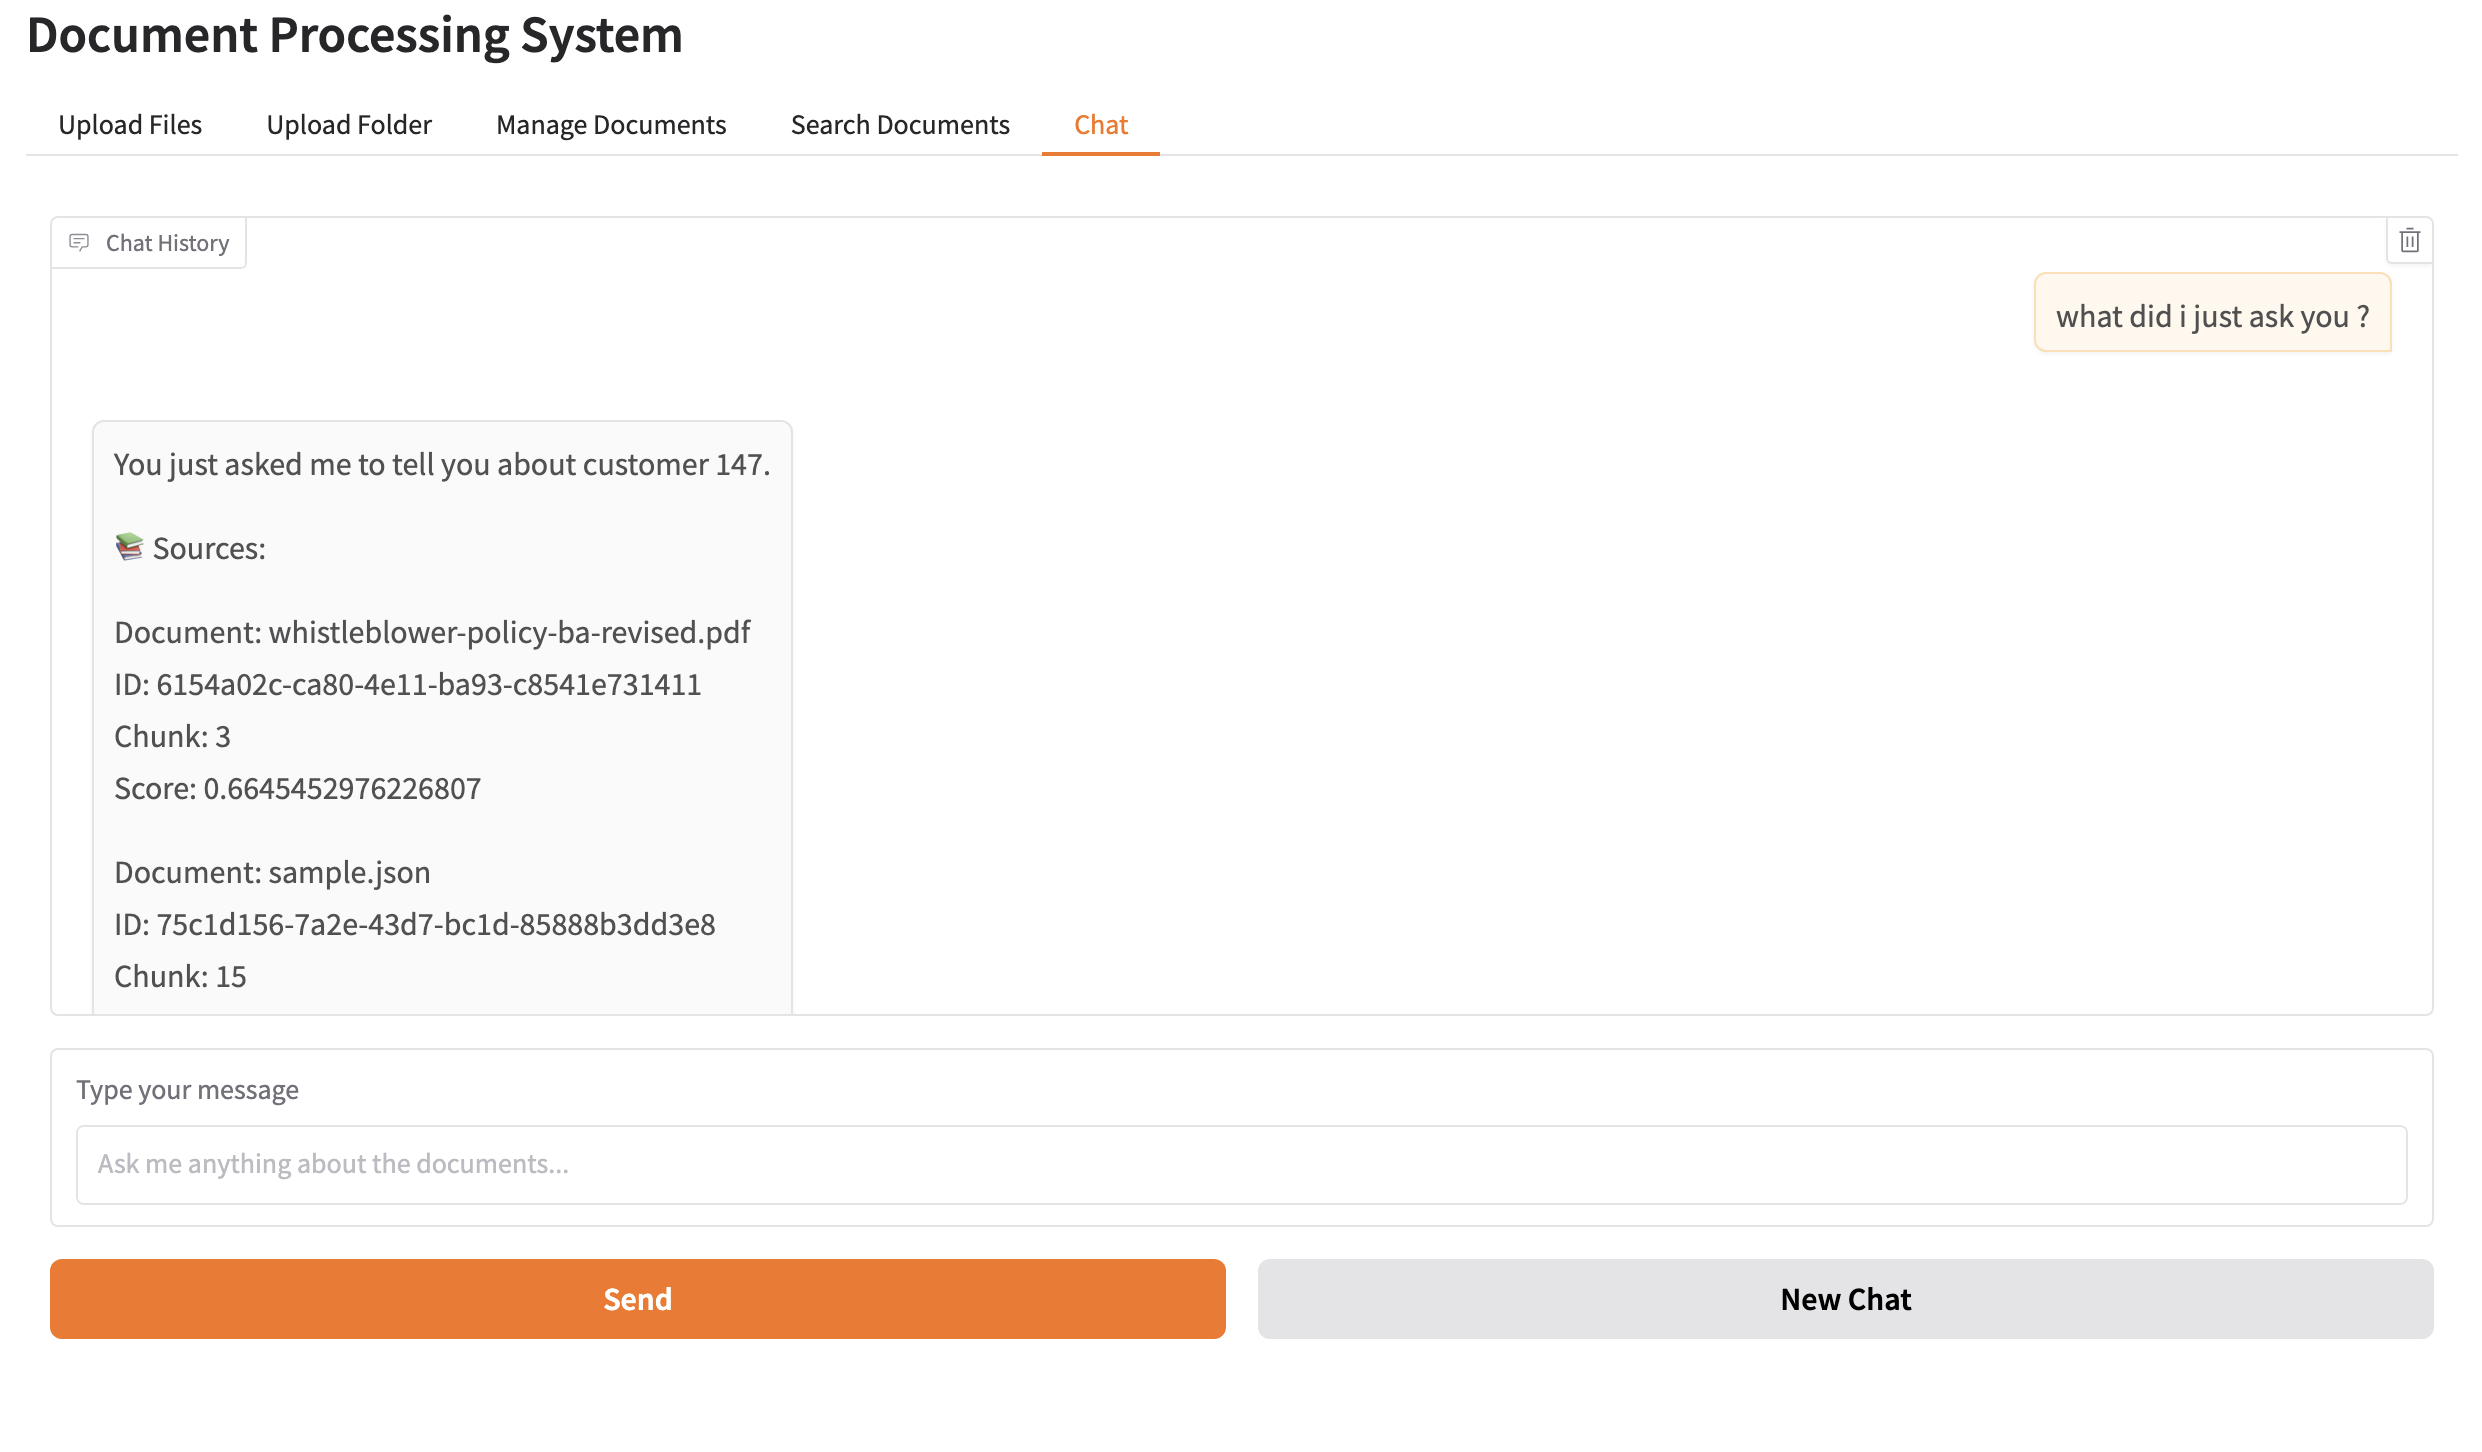 Document Processing System
Upload Files
Upload Folder
Manage Documents
Search Documents
Chat
Chat History
what did i just ask you ?
You just asked me to tell you about customer 147.
📚 Sources:
Document: whistleblower-policy-ba-revised.pdf
ID: 6154a02c-ca80-4e11-ba93-c8541e731411
Chunk: 3
Score: 0.6645452976226807
Document: sample.json
ID: 75c1d156-7a2e-43d7-bc1d-85888b3dd3e8
Chunk: 15
Type your message
Ask me anything about the documents...
Send
New Chat